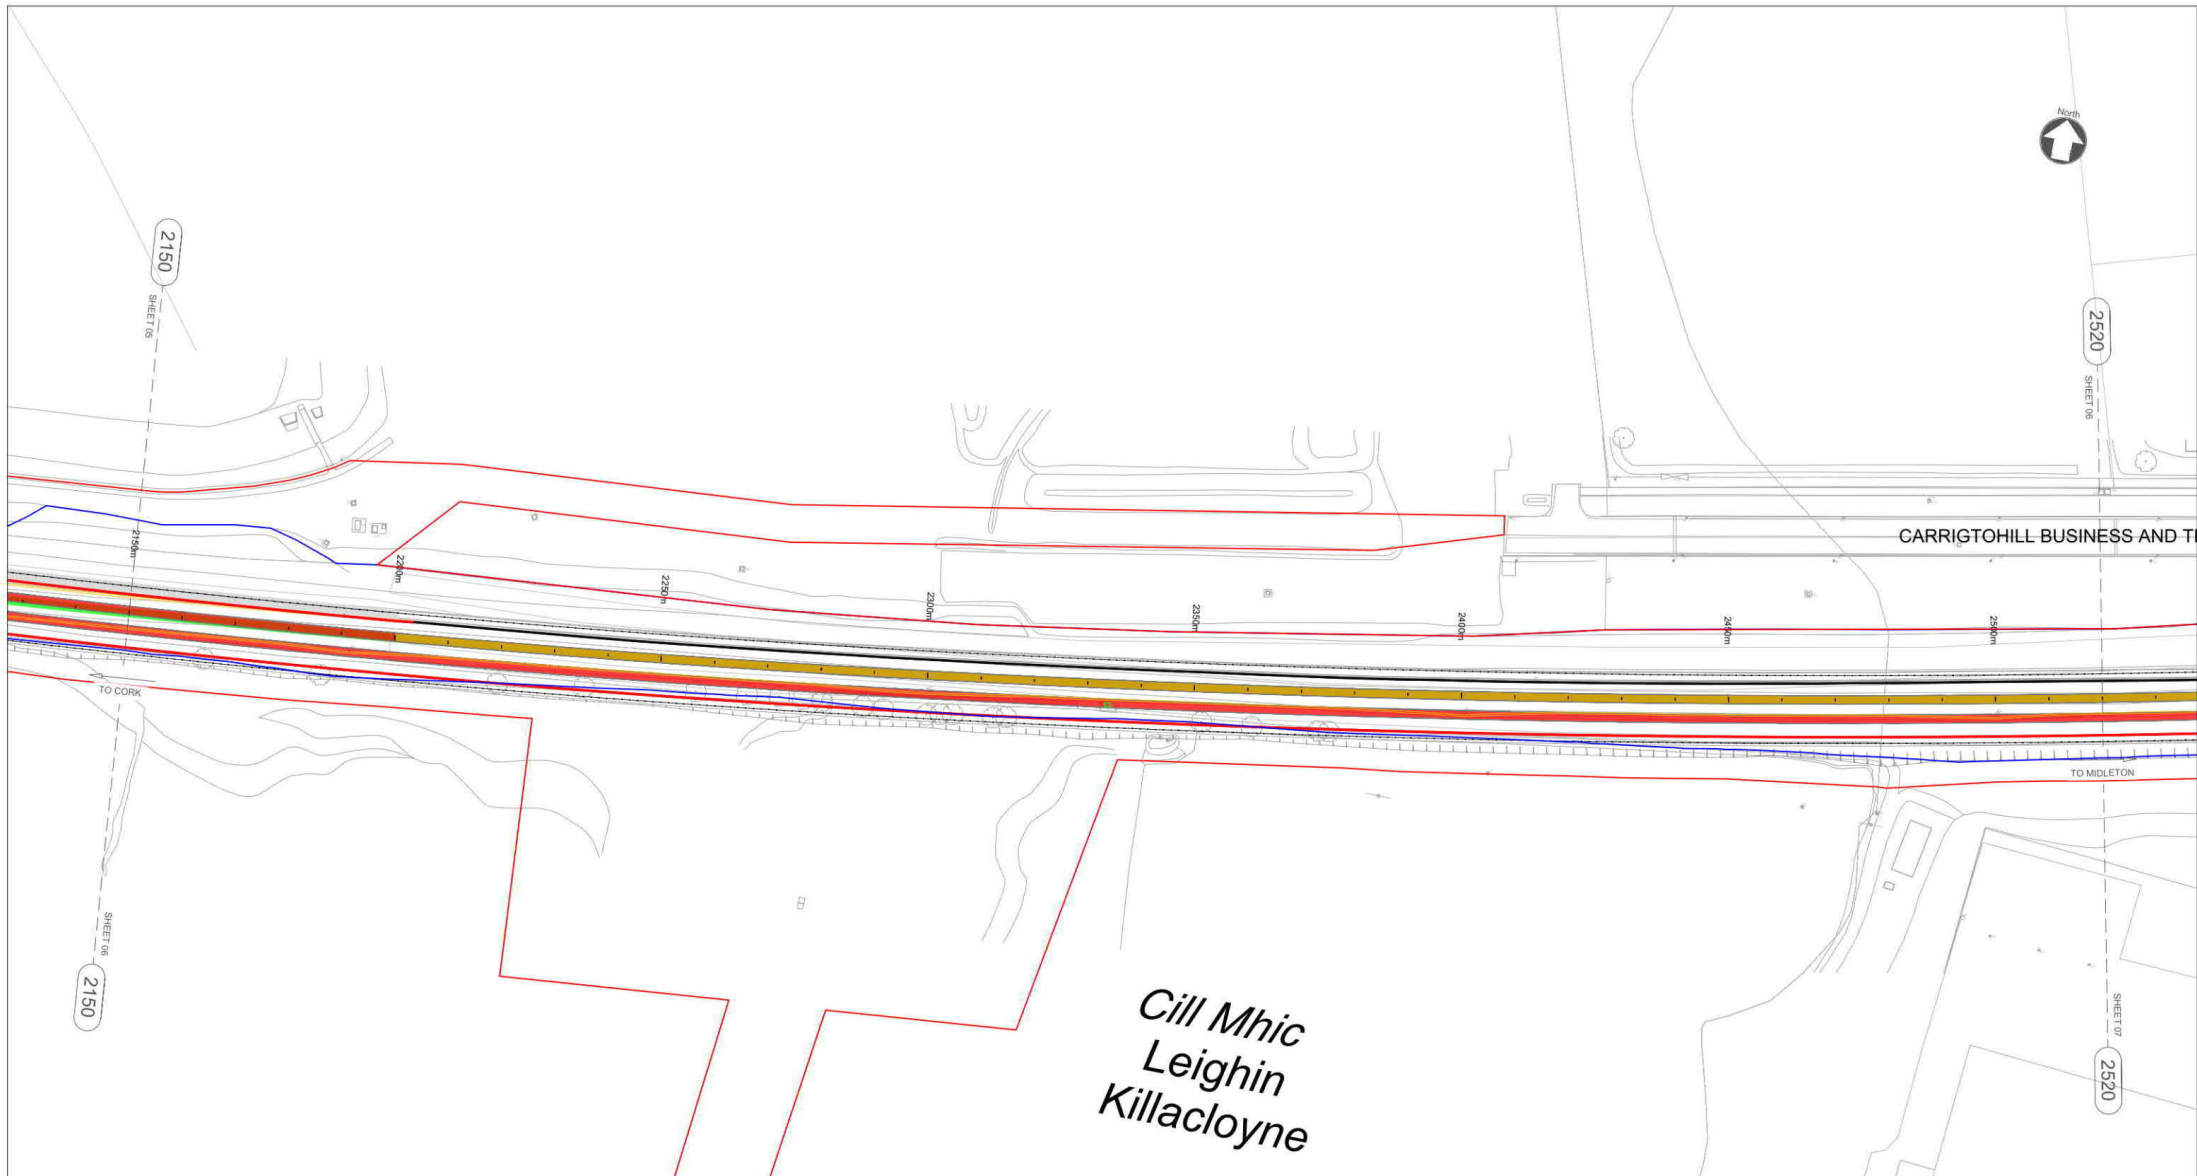 North
2150
SHEET 05
2520
SHEET 06
CARRIGTOHILL BUSINESS AND T
2150m
2200m
2250m
2300m
2350m
2400m
2450m
2500m
TO CORK
TO MIDLETON
SHEET 06
2150
SHEET 07
2520
Cill Mhic
Leighin
Killacloyne